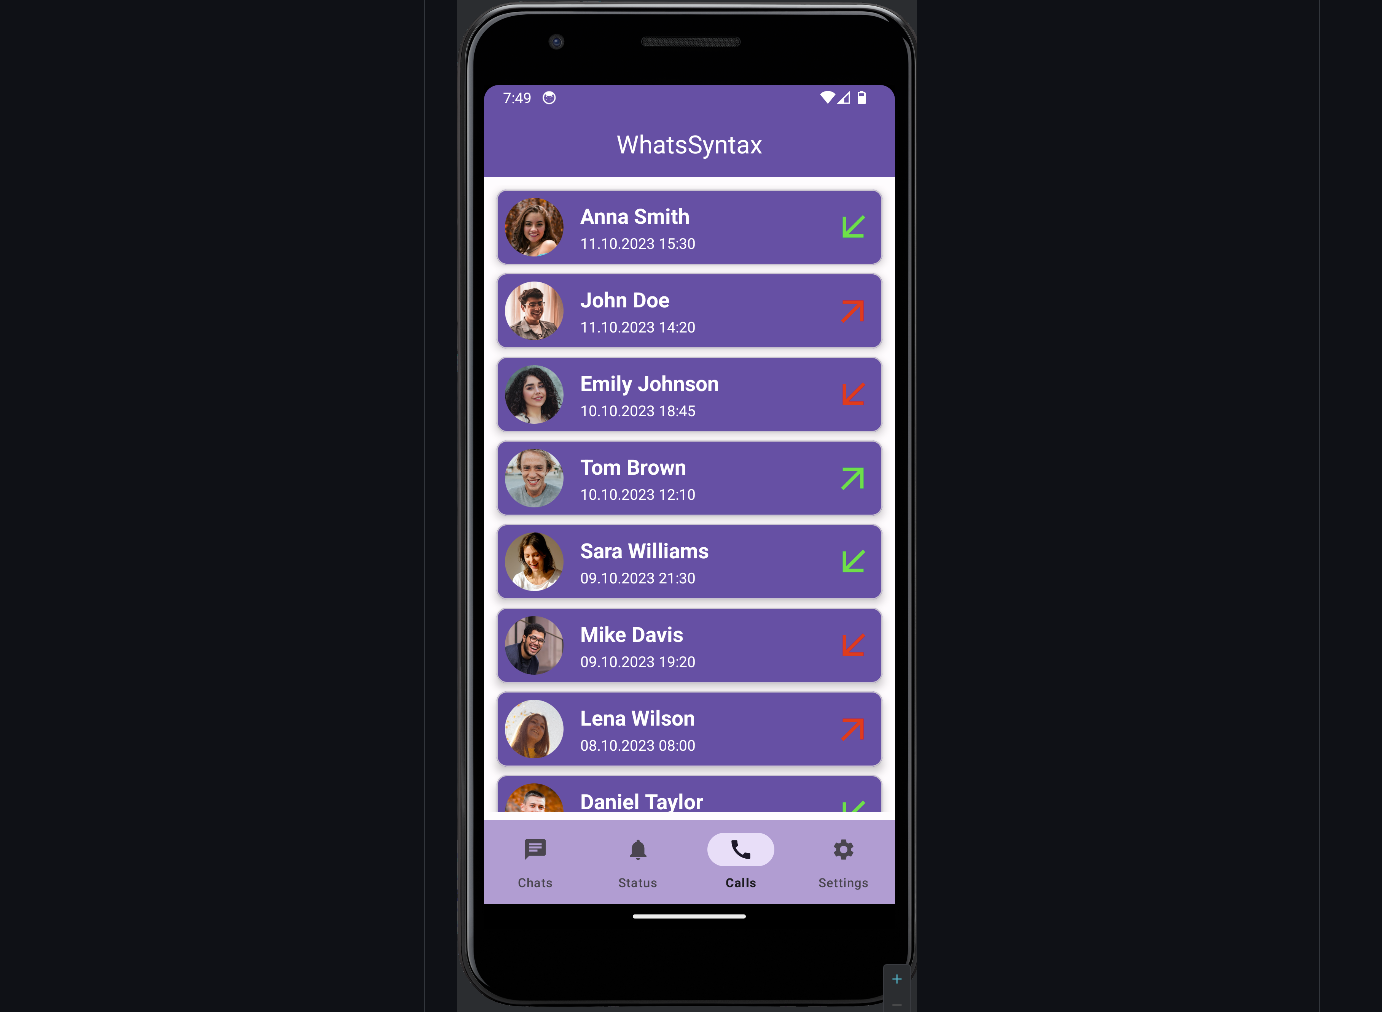 7:49
WhatsSyntax
Anna Smith
11.10.2023 15:30
John Doe
11.10.2023 14:20
Emily Johnson
10.10.2023 18:45
Tom Brown
10.10.2023 12:10
Sara Williams
09.10.2023 21:30
Mike Davis
09.10.2023 19:20
Lena Wilson
08.10.2023 08:00
Daniel Taylor
Chats Status Calls Settings